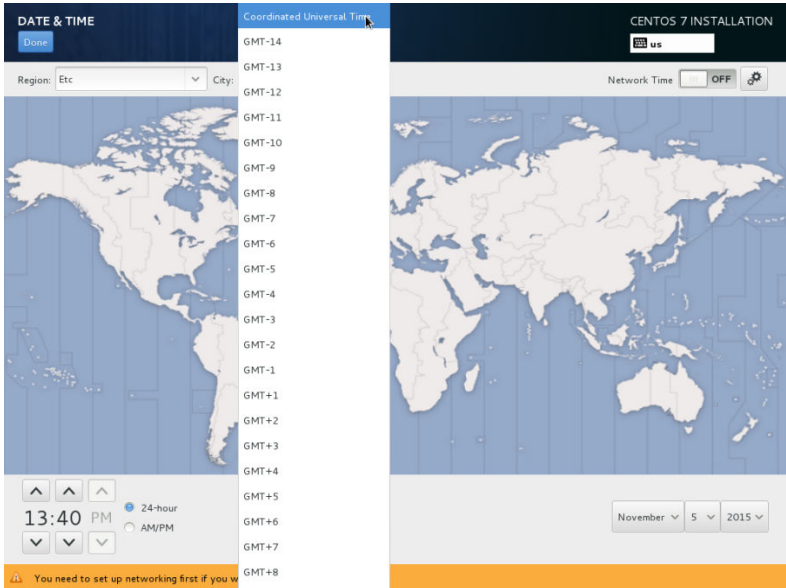 DATE & TIME
Done
CENTOS 7 INSTALLATION
us
Region: Etc
City:
Network Time OFF
Coordinated Universal Time
GMT-14
GMT-13
GMT-12
GMT-11
GMT-10
GMT-9
GMT-8
GMT-7
GMT-6
GMT-5
GMT-4
GMT-3
GMT-2
GMT-1
GMT+1
GMT+2
GMT+3
GMT+4
GMT+5
GMT+6
GMT+7
GMT+8
13:40 PM
24-hour
AM/PM
November 5 2015
You need to set up networking first if you w